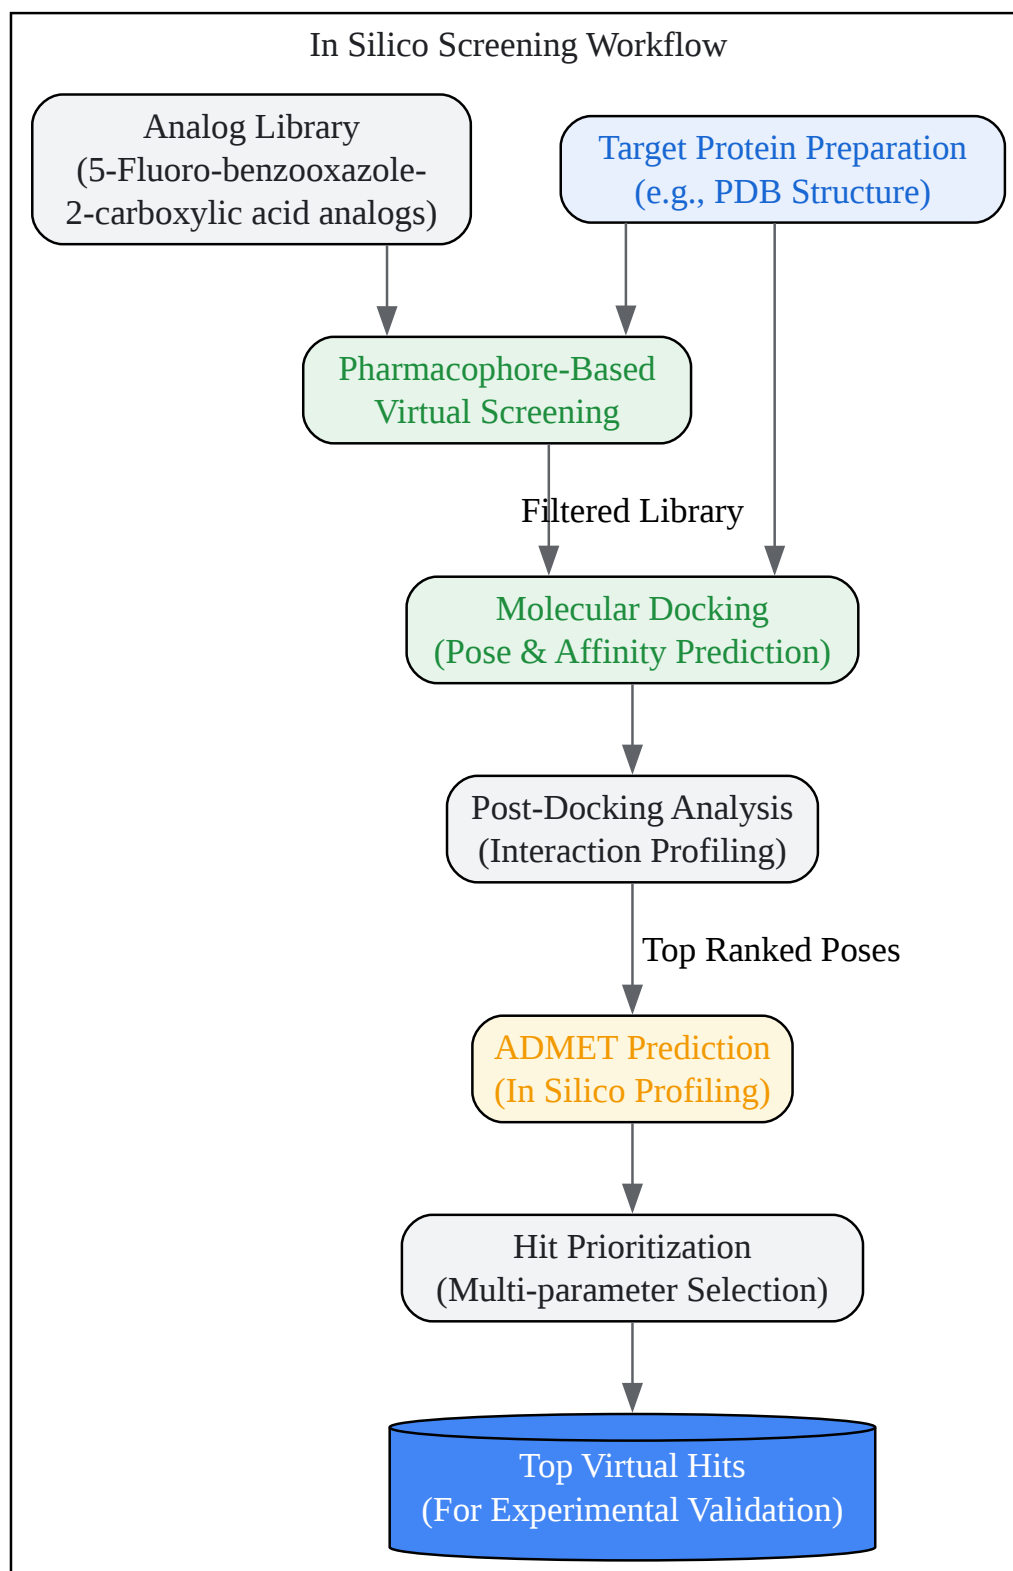 In Silico Screening Workflow
Analog Library
(5-Fluoro-benzooxazole-
2-carboxylic acid analogs)
Target Protein Preparation
(e.g., PDB Structure)
Pharmacophore-Based
Virtual Screening
Filtered Library
Molecular Docking
(Pose & Affinity Prediction)
Post-Docking Analysis
(Interaction Profiling)
Top Ranked Poses
ADMET Prediction
(In Silico Profiling)
Hit Prioritization
(Multi-parameter Selection)
Top Virtual Hits
(For Experimental Validation)